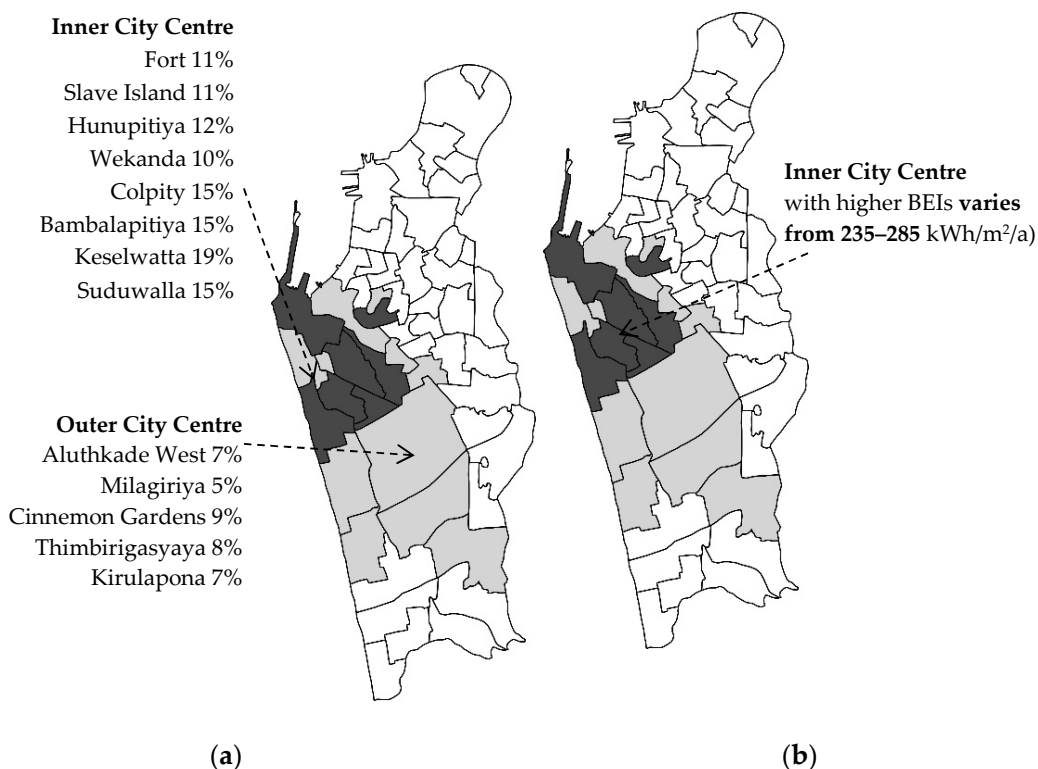 Inner City Centre
Fort 11%
Slave Island 11%
Hunupitiya 12%
Wekanda 10%
Colpity 15%
Bambalapitiya 15%
Keselwatta 19%
Suduwalla 15%
Outer City Centre
Aluthkade West 7%
Milagiriya 5%
Cinnemon Gardens 9%
Thimbirigasyaya 8%
Kirulapona 7%
(a)
Inner City Centre
with higher BEIs varies
from 235–285 kWh/m²/a)
(b)